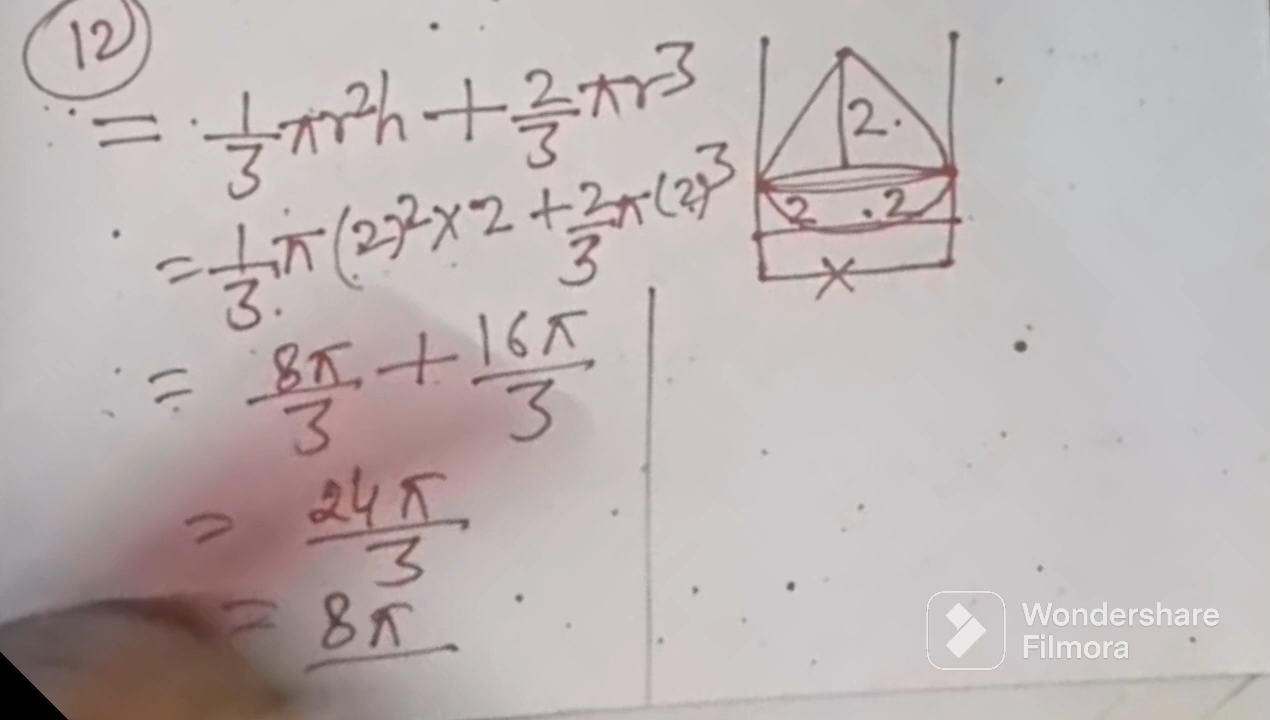 12
= 1/3 πr²h + 2/3 πr³
= 1/3 π (2)² × 2 + 2/3 π (2)³
= 8π/3 + 16π/3
= 24π/3
= 8π
2.
2 . 2
x
Wondershare
Filmora